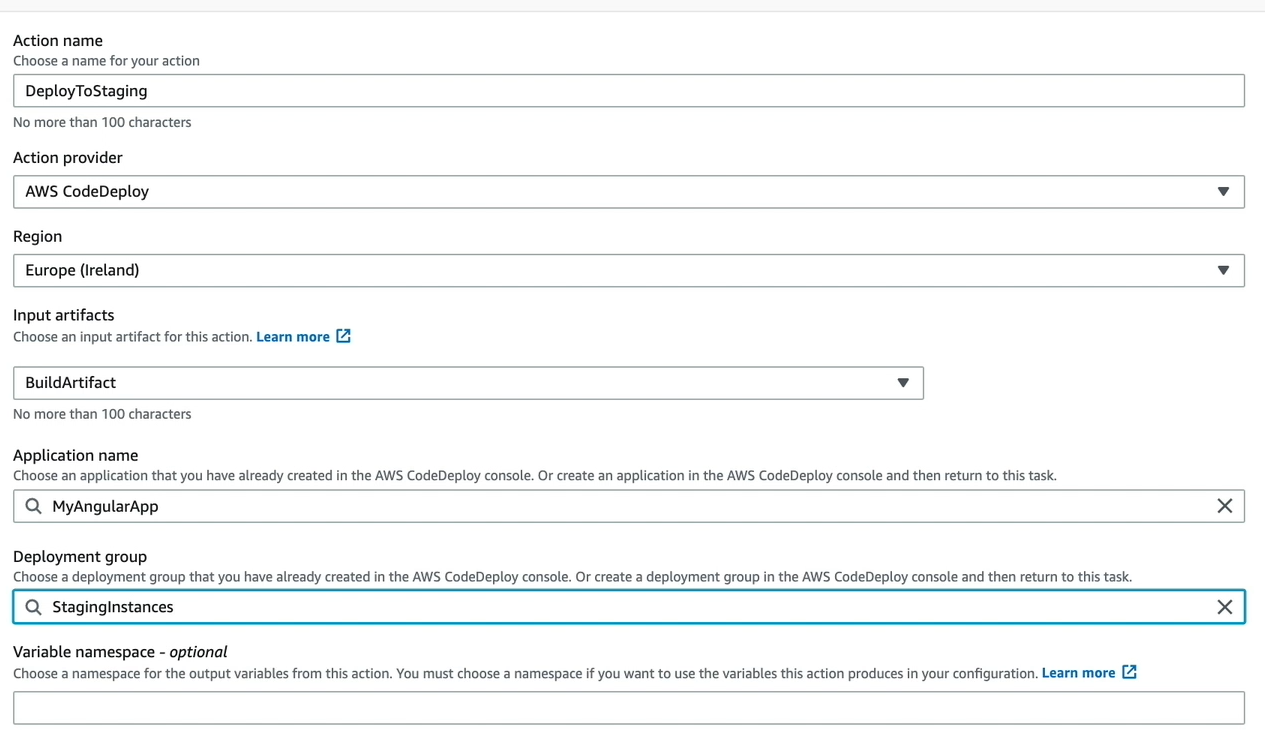 Action name
Choose a name for your action
DeployToStaging
No more than 100 characters
Action provider
AWS CodeDeploy
Region
Europe (Ireland)
Input artifacts
Choose an input artifact for this action. Learn more
BuildArtifact
No more than 100 characters
Application name
Choose an application that you have already created in the AWS CodeDeploy console. Or create an application in the AWS CodeDeploy console and then return to this task.
MyAngularApp
Deployment group
Choose a deployment group that you have already created in the AWS CodeDeploy console. Or create a deployment group in the AWS CodeDeploy console and then return to this task.
StagingInstances
Variable namespace - optional
Choose a namespace for the output variables from this action. You must choose a namespace if you want to use the variables this action produces in your configuration. Learn more